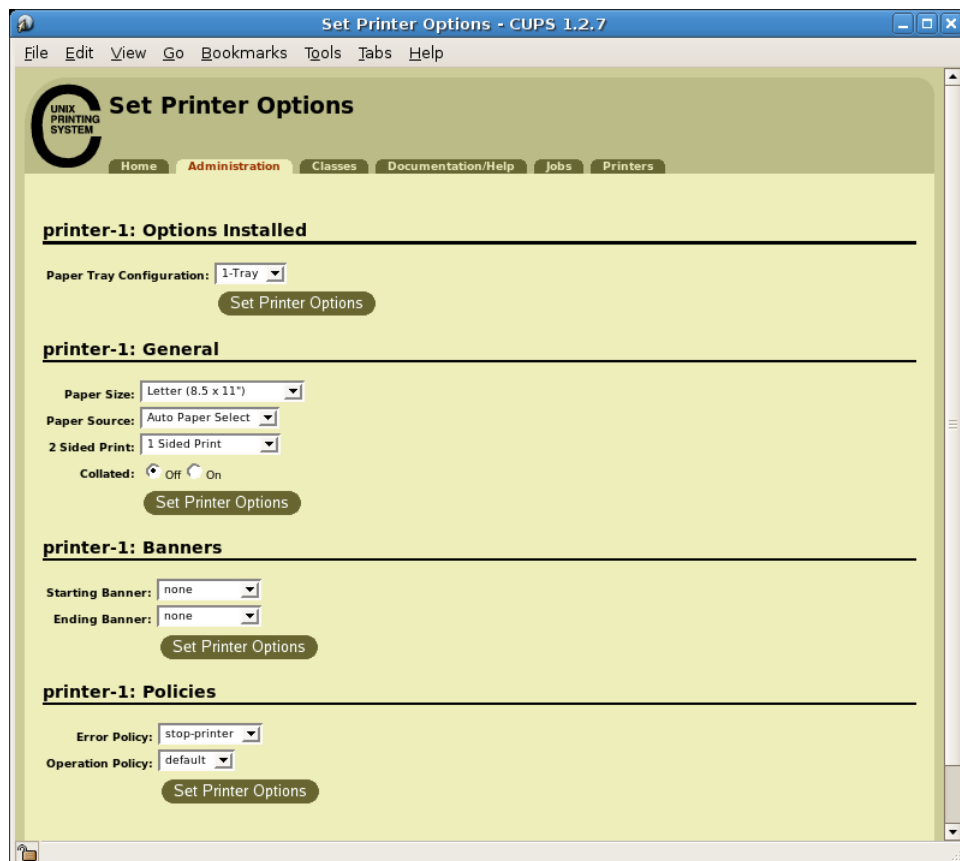 Set Printer Options - CUPS 1.2.7
File Edit View Go Bookmarks Tools Tabs Help
UNIX
PRINTING
SYSTEM
Set Printer Options
Home Administration Classes Documentation/Help Jobs Printers
printer-1: Options Installed
Paper Tray Configuration: 1-Tray
Set Printer Options
printer-1: General
Paper Size: Letter (8.5 x 11")
Paper Source: Auto Paper Select
2 Sided Print: 1 Sided Print
Collated: Off On
Set Printer Options
printer-1: Banners
Starting Banner: none
Ending Banner: none
Set Printer Options
printer-1: Policies
Error Policy: stop-printer
Operation Policy: default
Set Printer Options